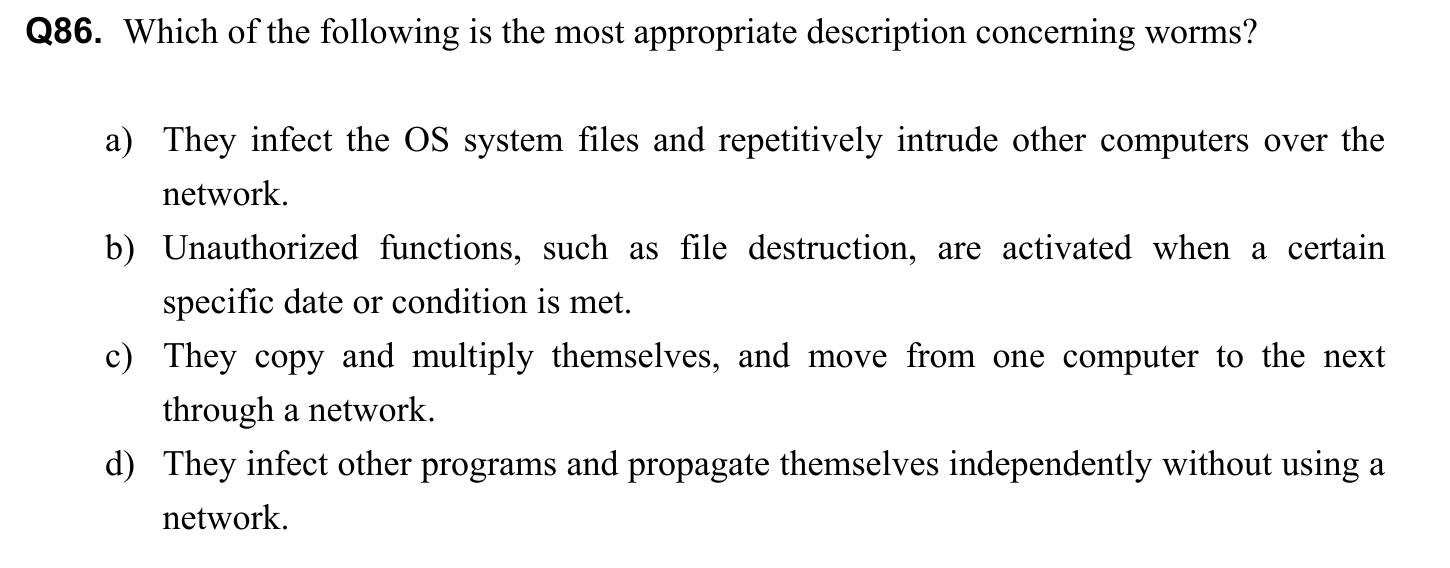 Q86. Which of the following is the most appropriate description concerning worms?
a) They infect the OS system files and repetitively intrude other computers over the
network.
b) Unauthorized functions, such as file destruction, are activated when a certain
specific date or condition is met.
c) They copy and multiply themselves, and move from one computer to the next
through a network.
d) They infect other programs and propagate themselves independently without using a
network.